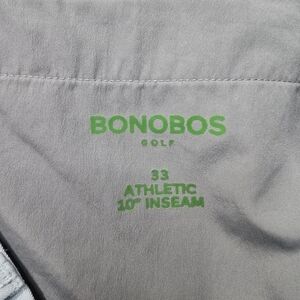 BONOBOS
GOLF
33
ATHLETIC
10" INSEAM